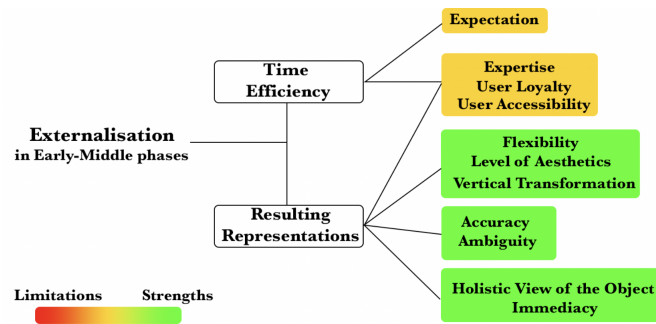 Expectation
Time
Efficiency
Expertise
User Loyalty
User Accessibility
Externalisation
in Early-Middle phases
Flexibility
Level of Aesthetics
Vertical Transformation
Resulting
Representations
Accuracy
Ambiguity
Holistic View of the Object
Immediacy
Limitations Strengths